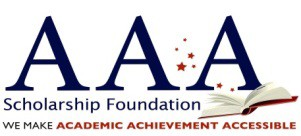 AAA
Scholarship Foundation
WE MAKE ACADEMIC ACHIEVEMENT ACCESSIBLE